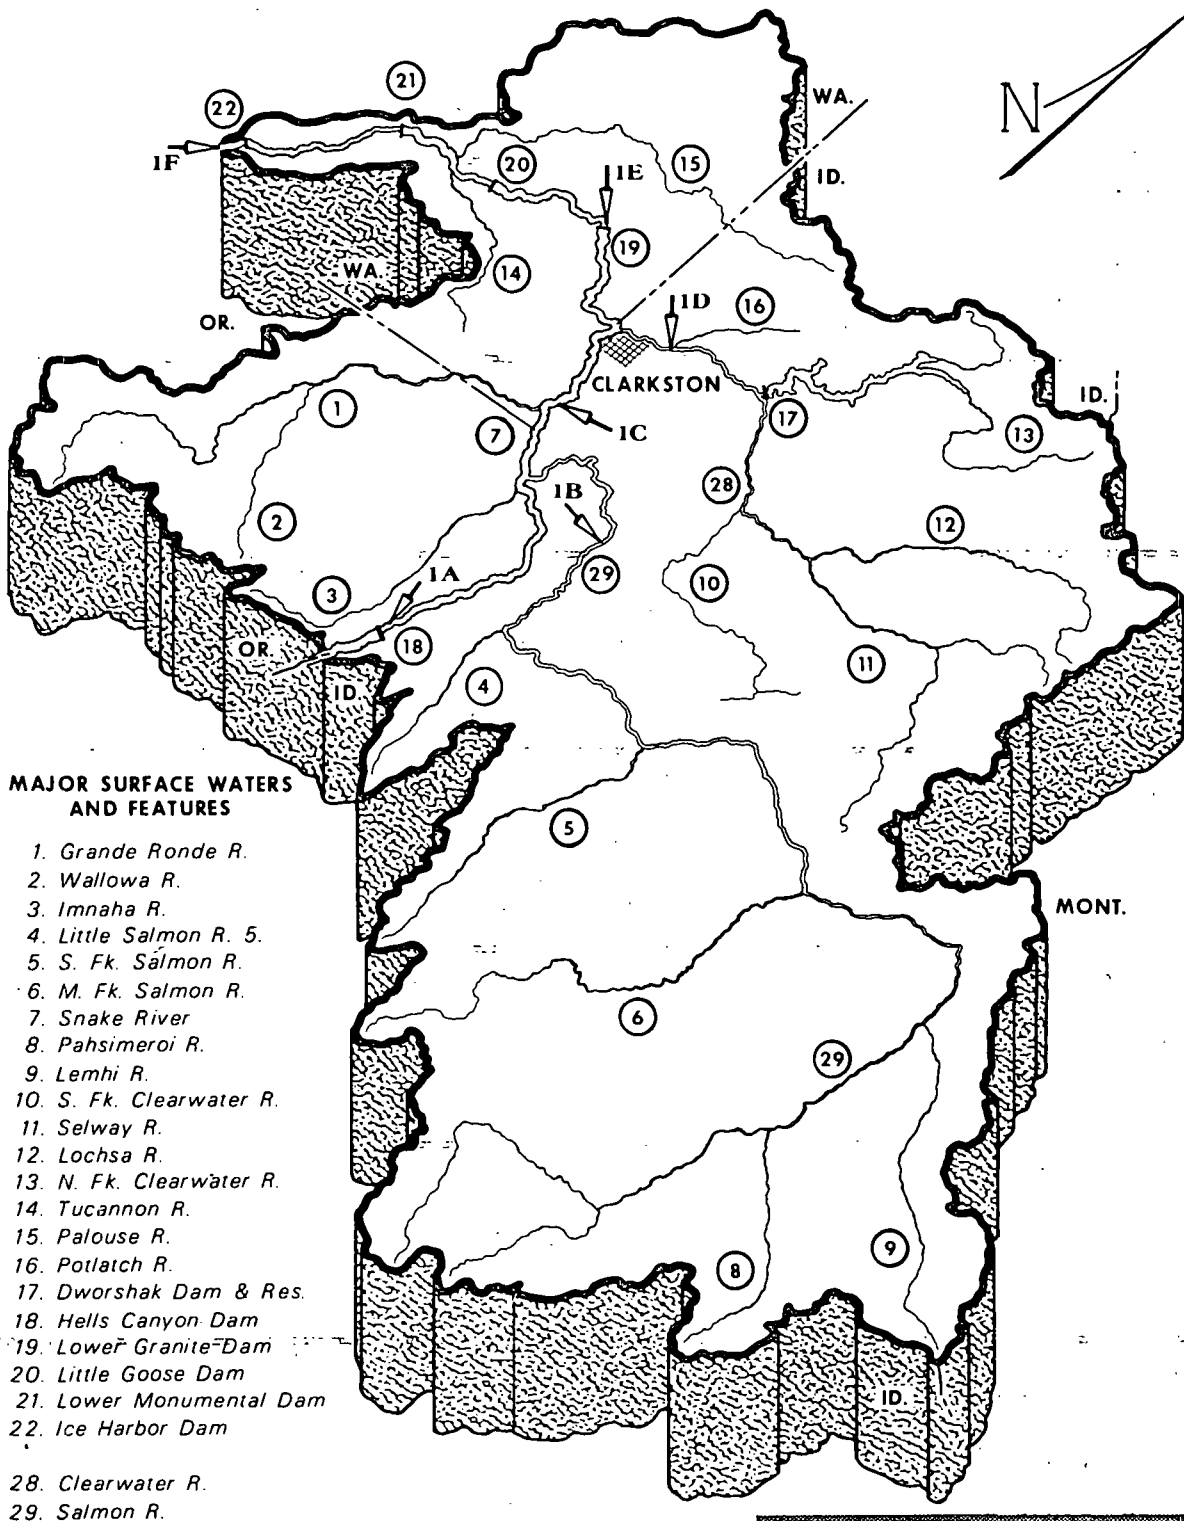 21
22
WA.
N
1F
20
1E
15
ID.
19
WA.
14
1D
16
OR.
CLARKSTON
ID.
1
7
1C
17
13
1B
28
2
12
29
10
3
1A
OR.
18
11
ID.
4
MAJOR SURFACE WATERS
AND FEATURES
1. Grande Ronde R.
2. Wallowa R.
3. Imnaha R.
4. Little Salmon R. 5.
5. S. Fk. Salmon R.
6. M. Fk. Salmon R.
7. Snake River
8. Pahsimeroi R.
9. Lemhi R.
10. S. Fk. Clearwater R.
11. Selway R.
12. Lochsa R.
13. N. Fk. Clearwater R.
14. Tucannon R.
15. Palouse R.
16. Potlatch R.
17. Dworshak Dam & Res.
18. Hells Canyon Dam
19. Lower Granite Dam
20. Little Goose Dam
21. Lower Monumental Dam
22. Ice Harbor Dam
28. Clearwater R.
29. Salmon R.
5
MONT.
6
29
8
9
ID.